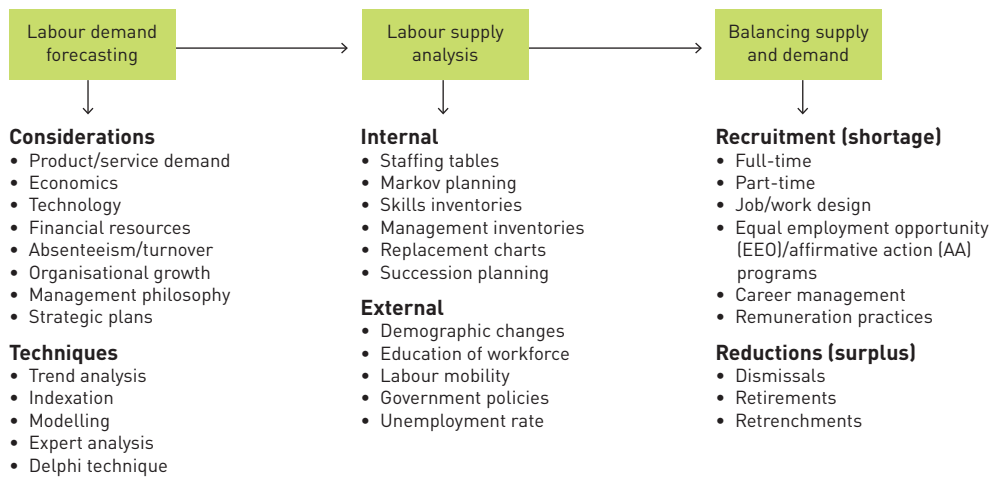 Labour demand
forecasting
Labour supply
analysis
Balancing supply
and demand
Considerations
• Product/service demand
• Economics
• Technology
• Financial resources
• Absenteeism/turnover
• Organisational growth
• Management philosophy
• Strategic plans
Techniques
• Trend analysis
• Indexation
• Modelling
• Expert analysis
• Delphi technique
Internal
• Staffing tables
• Markov planning
• Skills inventories
• Management inventories
• Replacement charts
• Succession planning
External
• Demographic changes
• Education of workforce
• Labour mobility
• Government policies
• Unemployment rate
Recruitment (shortage)
• Full-time
• Part-time
• Job/work design
• Equal employment opportunity
(EEO)/affirmative action (AA)
programs
• Career management
• Remuneration practices
Reductions (surplus)
• Dismissals
• Retirements
• Retrenchments